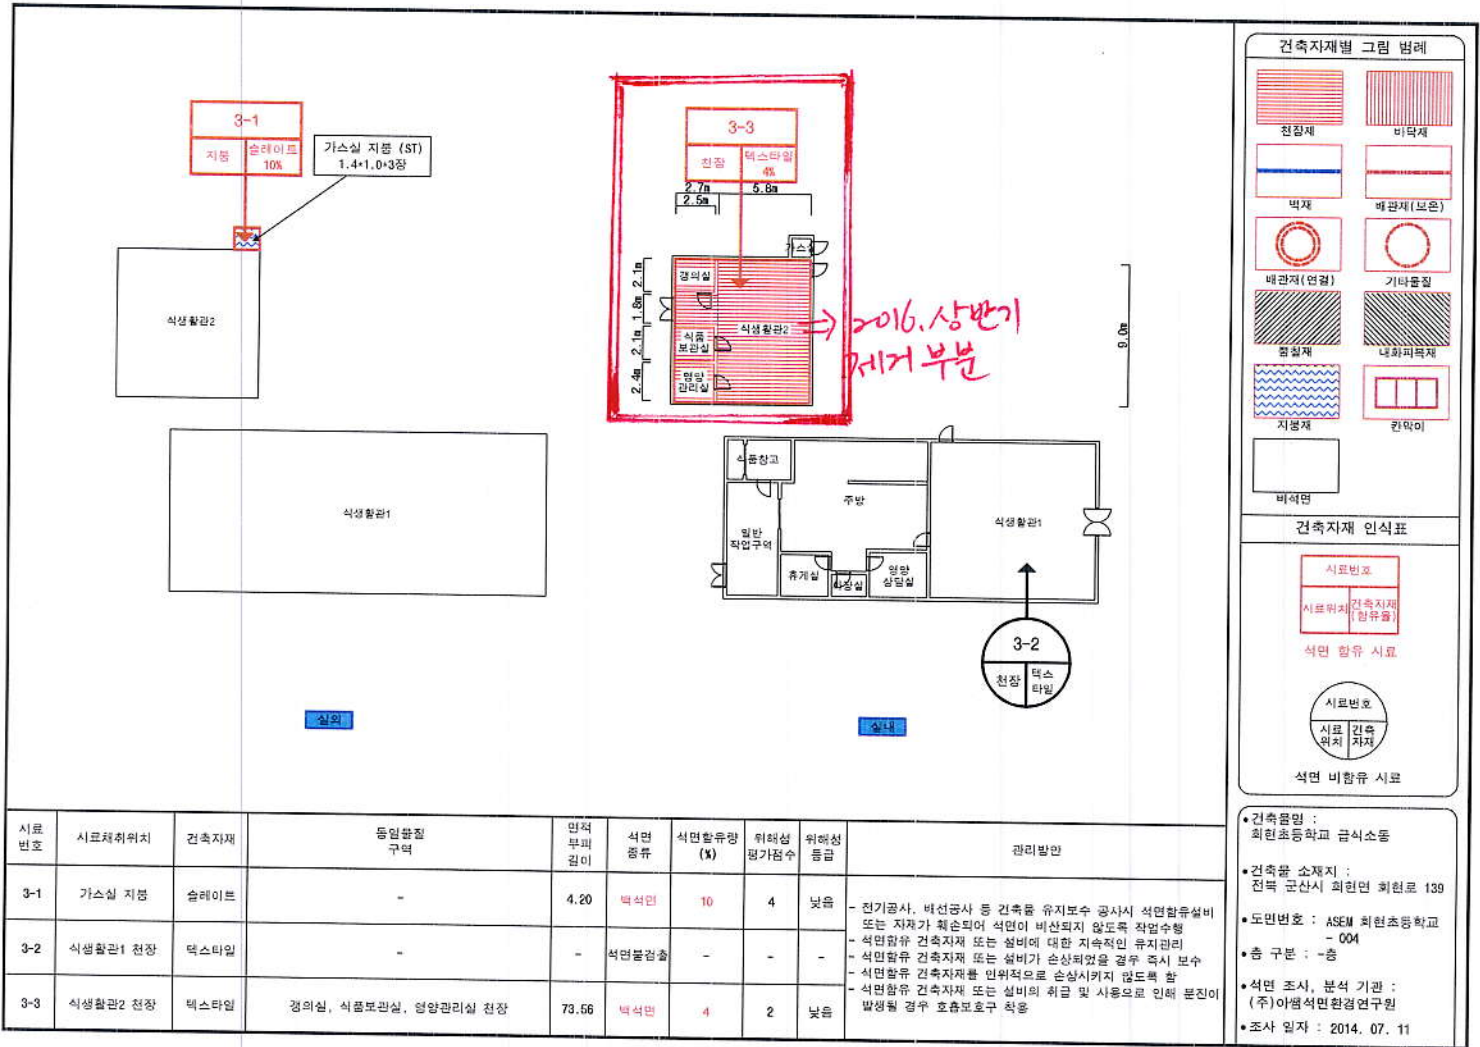 3-1
지붕
슬레이트
10%
가스실 지붕 (ST)
1.4*1.0*3장
식생활관2
식생활관1
실외
3-3
천장
텍스타일
4%
2.7m
5.8m
2.5m
가스실
2.1m
1.8m
2.1m
2.4m
9.0m
갱의실
식품
보관실
영양
관리실
식생활관2
2016. 상반기
제거 부분
식품창고
주방
일반
작업구역
휴게실
화장실
영양
상담실
식생활관1
3-2
천장
텍스
타일
실내
건축자재별 그림 범례
천장재
바닥재
벽재
배관재(보온)
배관재(연결)
기타물질
뿜칠재
내화피복재
지붕재
칸막이
비석면
건축자재 인식표
시료번호
시료위치
건축자재
(함유율)
석면 함유 시료
시료번호
시료
위치
건축
자재
석면 비함유 시료
•건축물명 :
회현초등학교 급식소동
•건축물 소재지 :
전북 군산시 회현면 회현로 139
•도면번호 : ASEM 회현초등학교
- 004
•층 구분 : -층
•석면 조사, 분석 기관 :
(주)아쌤석면환경연구원
•조사 일자 : 2014. 07. 11
시료
번호
시료채취위치
건축자재
동일물질
구역
면적
부피
길이
석면
종류
석면함유량
(%)
위해성
평가점수
위해성
등급
관리방안
3-1 가스실 지붕 슬레이트 - 4.20 백석면 10 4 낮음
3-2 식생활관1 천장 텍스타일 - - 석면불검출 - - -
3-3 식생활관2 천장 텍스타일 갱의실, 식품보관실, 영양관리실 천장 73.56 백석면 4 2 낮음
- 전기공사, 배선공사 등 건축물 유지보수 공사시 석면함유설비
또는 자재가 훼손되어 석면이 비산되지 않도록 작업수행
- 석면함유 건축자재 또는 설비에 대한 지속적인 유지관리
- 석면함유 건축자재 또는 설비가 손상되었을 경우 즉시 보수
- 석면함유 건축자재를 인위적으로 손상시키지 않도록 함
- 석면함유 건축자재 또는 설비의 취급 및 사용으로 인해 분진이
발생될 경우 호흡보호구 착용